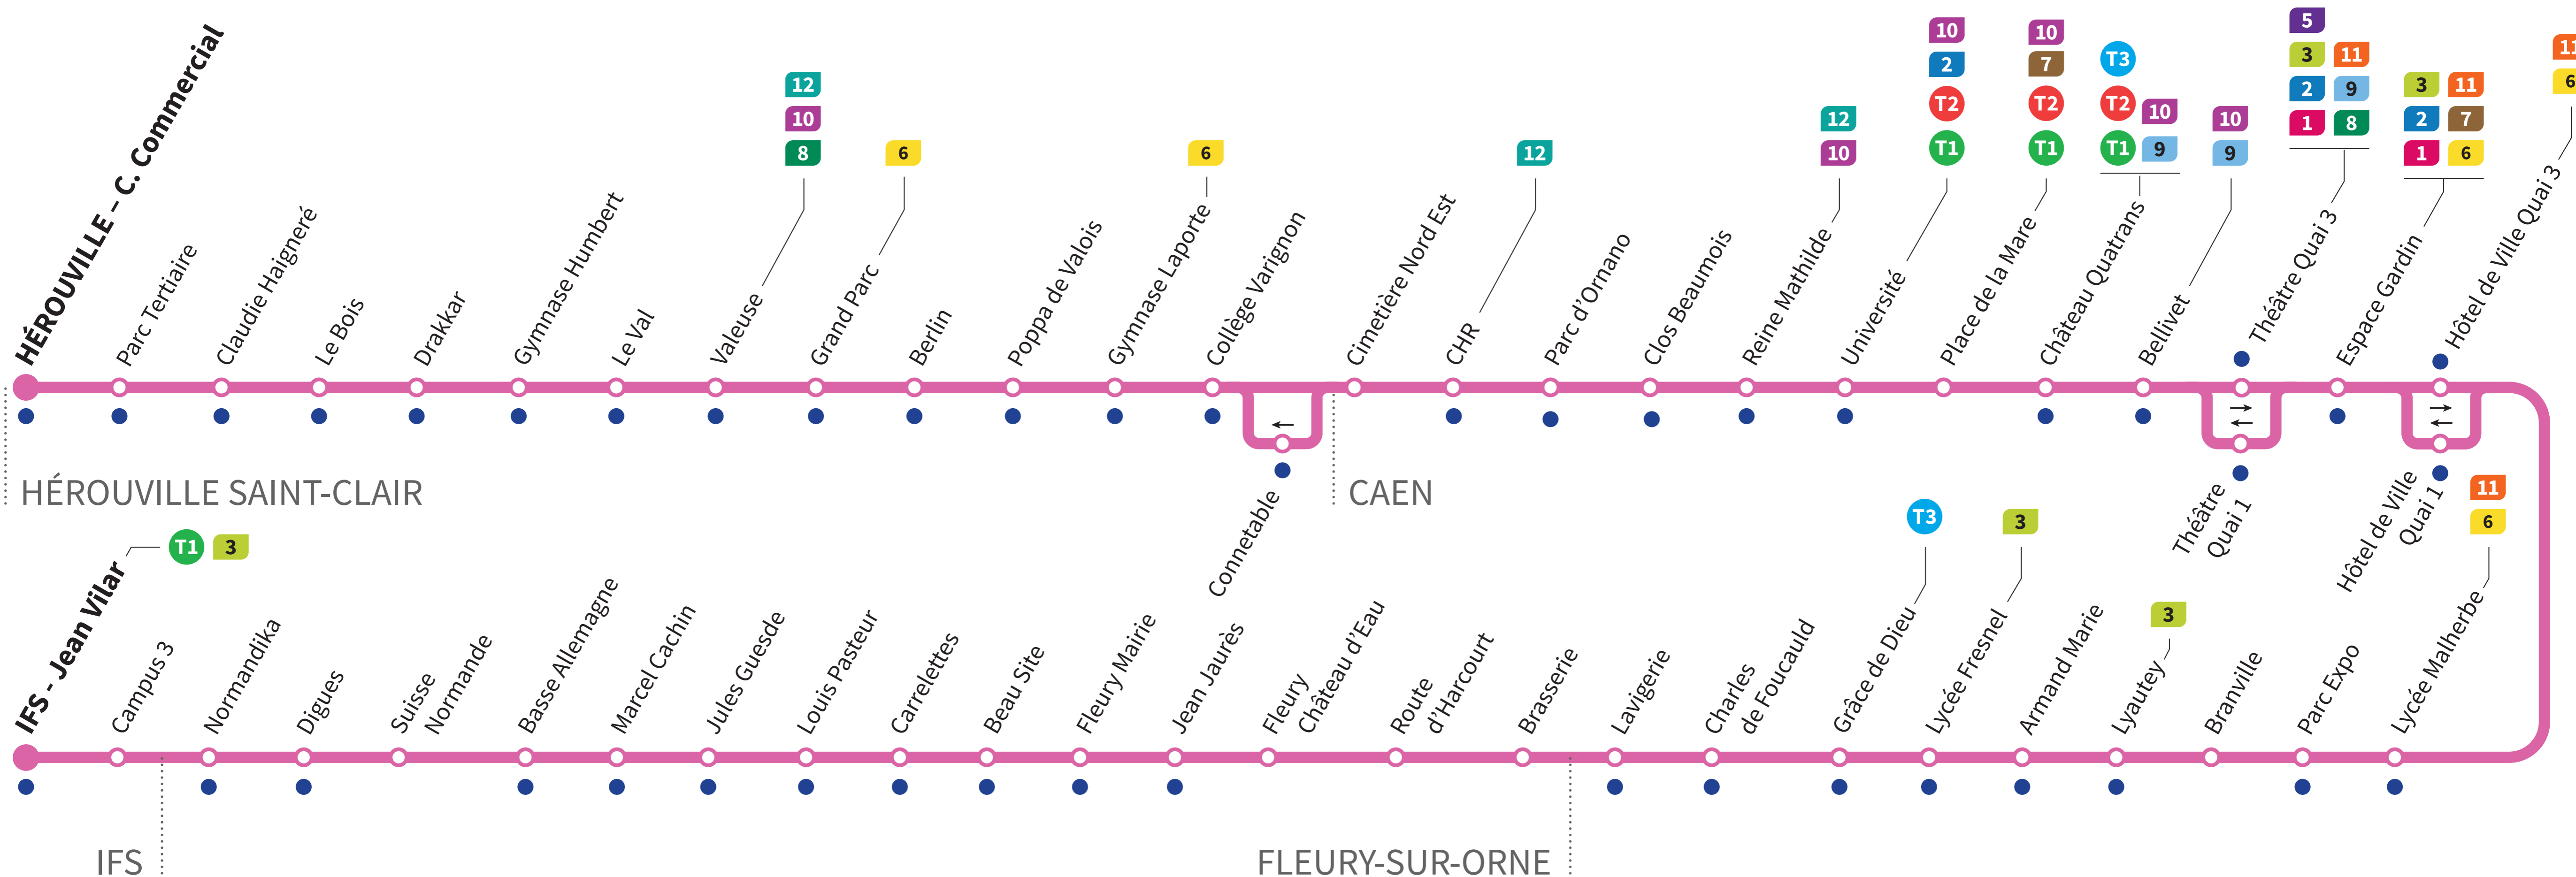 HÉROUVILLE – C. Commercial
Parc Tertiaire
Claudie Haigneré
Le Bois
Drakkar
Gymnase Humbert
Le Val
12
10
8
Valeuse
6
Grand Parc
Berlin
Poppa de Valois
6
Gymnase Laporte
Collège Varignon
Connetable
Cimetière Nord Est
12
CHR
Parc d'Ornano
Clos Beaumois
12
10
Reine Mathilde
10
2
T2
T1
Université
10
7
T2
T1
Place de la Mare
T3
T2 10
T1 9
Château Quatrans
10
9
Bellivet
5
3 11
2 9
1 8
Théâtre Quai 3
Théâtre
Quai 1
3 11
2 7
1 6
Espace Gardin
11
6
Hôtel de Ville Quai 3
Hôtel de Ville
Quai 1
HÉROUVILLE SAINT-CLAIR
CAEN
T1 3
IFS - Jean Vilar
Campus 3
Normandika
Digues
Suisse
Normande
Basse Allemagne
Marcel Cachin
Jules Guesde
Louis Pasteur
Carrelettes
Beau Site
Fleury Mairie
Jean Jaurès
Fleury
Château d'Eau
Route
d'Harcourt
Brasserie
Lavigerie
Charles
de Foucauld
T3
Grâce de Dieu
3
Lycée Fresnel
Armand Marie
3
Lyautey
Branville
Parc Expo
11
6
Lycée Malherbe
IFS
FLEURY-SUR-ORNE